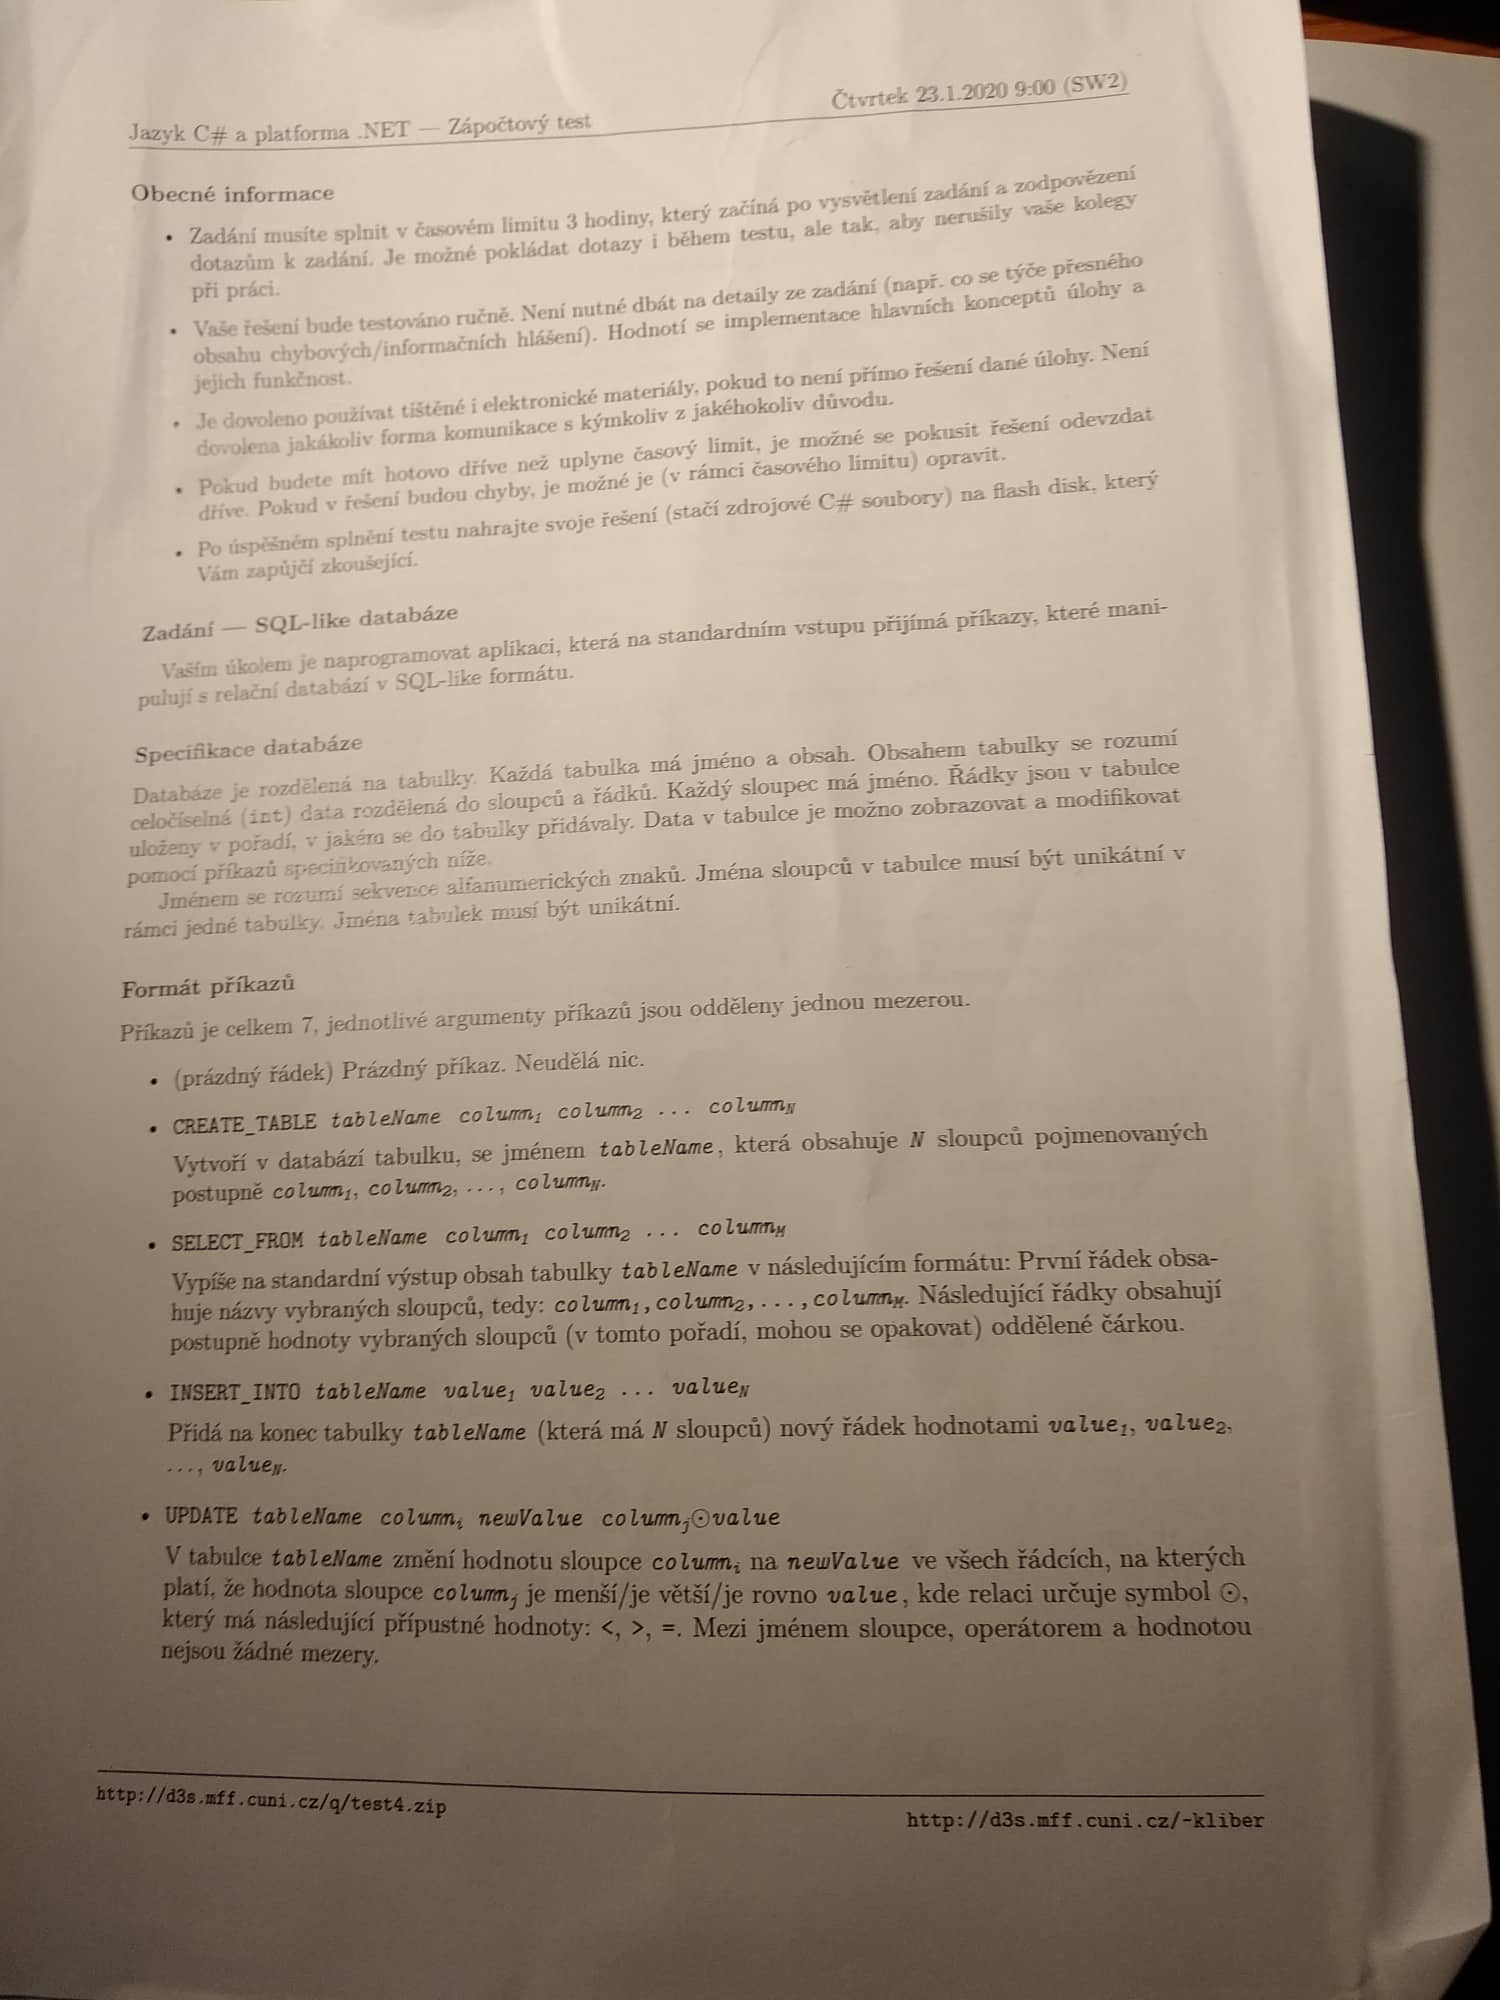 Jazyk C# a platforma .NET — Zápočtový test
Čtvrtek 23.1.2020 9:00 (SW2)
Obecné informace
• Zadání musíte splnit v časovém limitu 3 hodiny, který začíná po vysvětlení zadání a zodpovězení
dotazům k zadání. Je možné pokládat dotazy i během testu, ale tak, aby nerušily vaše kolegy
při práci.
• Vaše řešení bude testováno ručně. Není nutné dbát na detaily ze zadání (např. co se týče přesného
obsahu chybových/informačních hlášení). Hodnotí se implementace hlavních konceptů úlohy a
jejich funkčnost.
• Je dovoleno používat tištěné i elektronické materiály, pokud to není přímo řešení dané úlohy. Není
dovolena jakákoliv forma komunikace s kýmkoliv z jakéhokoliv důvodu.
• Pokud budete mít hotovo dříve než uplyne časový limit, je možné se pokusit řešení odevzdat
dříve. Pokud v řešení budou chyby, je možné je (v rámci časového limitu) opravit.
• Po úspěšném splnění testu nahrajte svoje řešení (stačí zdrojové C# soubory) na flash disk, který
Vám zapůjčí zkoušející.
Zadání — SQL-like databáze
Vaším úkolem je naprogramovat aplikaci, která na standardním vstupu přijímá příkazy, které mani-
pulují s relační databází v SQL-like formátu.
Specifikace databáze
Databáze je rozdělená na tabulky. Každá tabulka má jméno a obsah. Obsahem tabulky se rozumí
celočíselná (int) data rozdělená do sloupců a řádků. Každý sloupec má jméno. Řádky jsou v tabulce
uloženy v pořadí, v jakém se do tabulky přidávaly. Data v tabulce je možno zobrazovat a modifikovat
pomocí příkazů specifikovaných níže.
Jménem se rozumí sekvence alfanumerických znaků. Jména sloupců v tabulce musí být unikátní v
rámci jedné tabulky. Jména tabulek musí být unikátní.
Formát příkazů
Příkazů je celkem 7, jednotlivé argumenty příkazů jsou odděleny jednou mezerou.
• (prázdný řádek) Prázdný příkaz. Neudělá nic.
• CREATE_TABLE tableName column₁ column₂ ... column_N
Vytvoří v databází tabulku, se jménem tableName, která obsahuje N sloupců pojmenovaných
postupně column₁, column₂, ..., column_N.
• SELECT_FROM tableName column₁ column₂ ... column_M
Vypíše na standardní výstup obsah tabulky tableName v následujícím formátu: První řádek obsa-
huje názvy vybraných sloupců, tedy: column₁,column₂,...,column_M. Následující řádky obsahují
postupně hodnoty vybraných sloupců (v tomto pořadí, mohou se opakovat) oddělené čárkou.
• INSERT_INTO tableName value₁ value₂ ... value_N
Přidá na konec tabulky tableName (která má N sloupců) nový řádek hodnotami value₁, value₂,
..., value_N.
• UPDATE tableName column_i newValue column_j⊙value
V tabulce tableName změní hodnotu sloupce column_i na newValue ve všech řádcích, na kterých
platí, že hodnota sloupce column_j je menší/je větší/je rovno value, kde relaci určuje symbol ⊙,
který má následující přípustné hodnoty: <, >, =. Mezi jménem sloupce, operátorem a hodnotou
nejsou žádné mezery.
http://d3s.mff.cuni.cz/q/test4.zip
http://d3s.mff.cuni.cz/~kliber